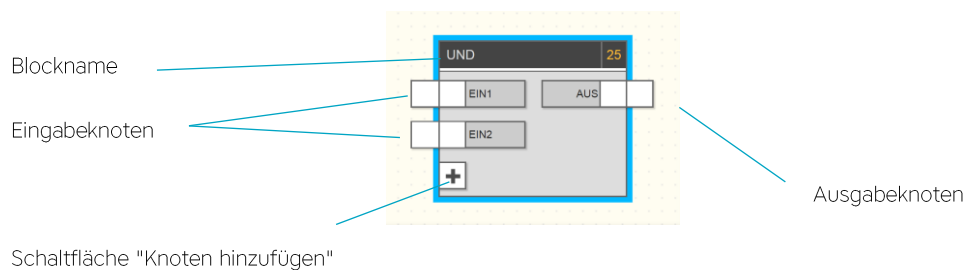 UND 25
Blockname
EIN1 AUS
Eingabeknoten
EIN2
Ausgabeknoten
Schaltfläche "Knoten hinzufügen"